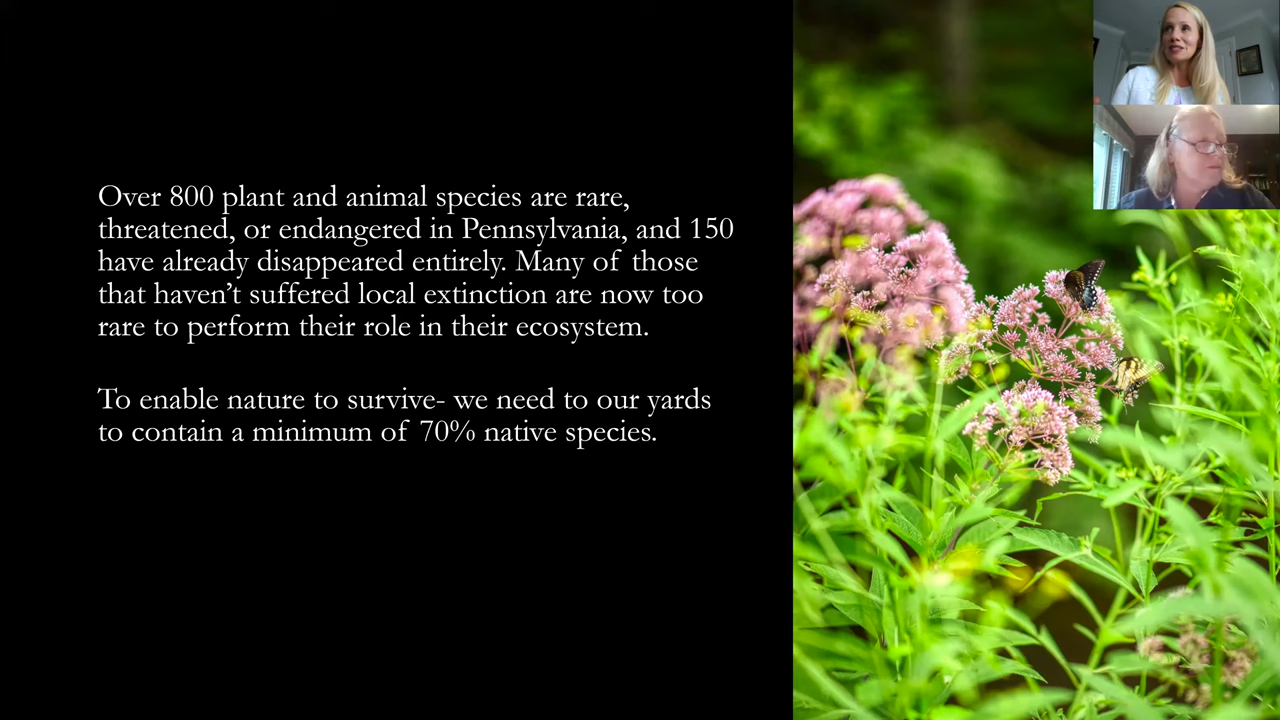 Over 800 plant and animal species are rare,
threatened, or endangered in Pennsylvania, and 150
have already disappeared entirely. Many of those
that haven’t suffered local extinction are now too
rare to perform their role in their ecosystem.
To enable nature to survive- we need to our yards
to contain a minimum of 70% native species.